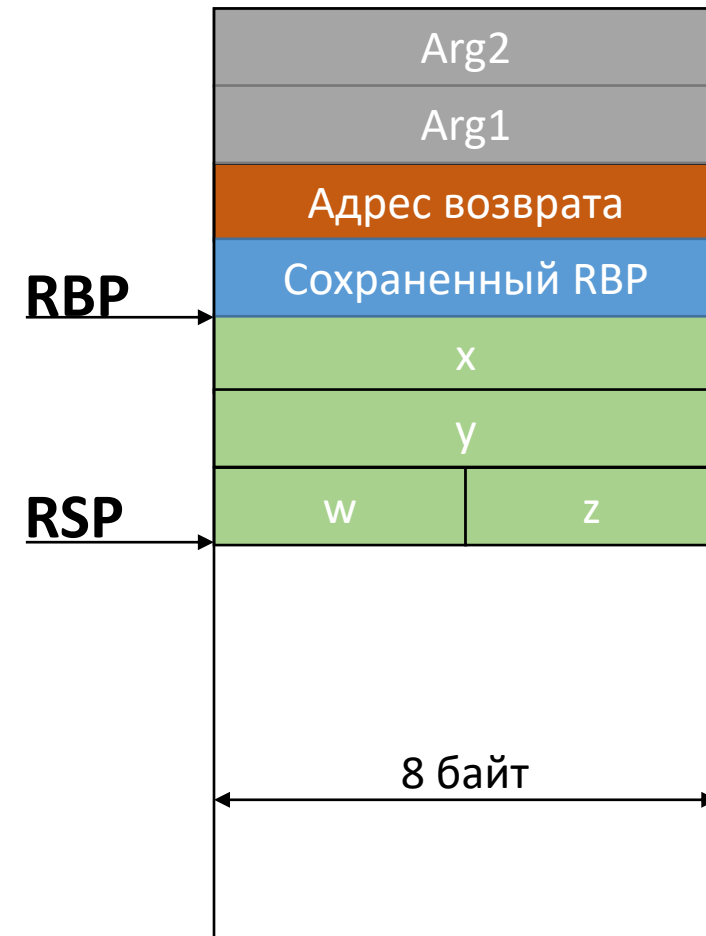 Arg2
Arg1
Адрес возврата
Сохраненный RBP
RBP
x
y
RSP
w
z
8 байт